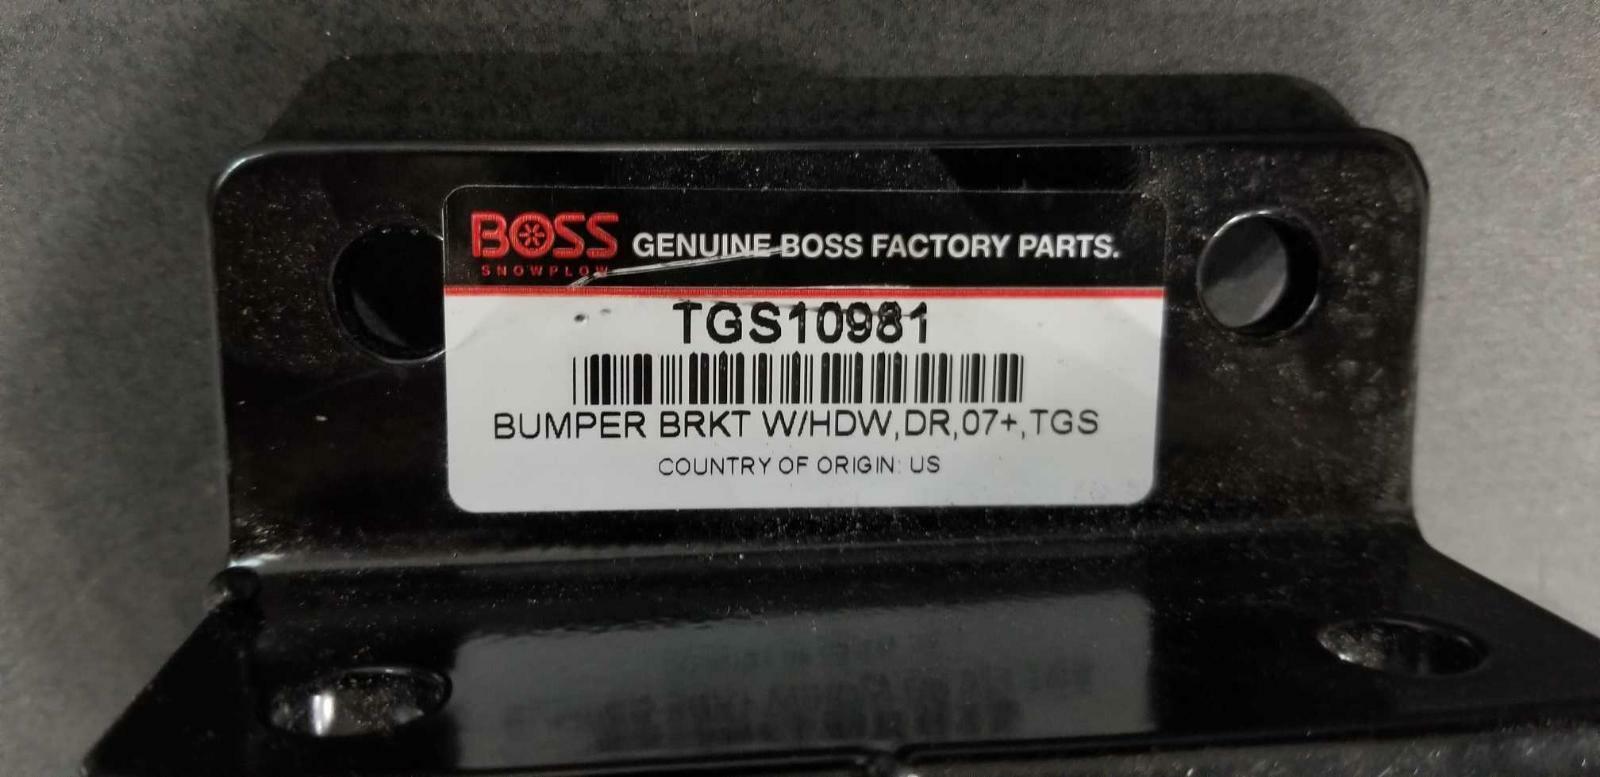 BOSS
SNOWPLOW
GENUINE BOSS FACTORY PARTS.
TGS10981
BUMPER BRKT W/HDW,DR,07+,TGS
COUNTRY OF ORIGIN: US